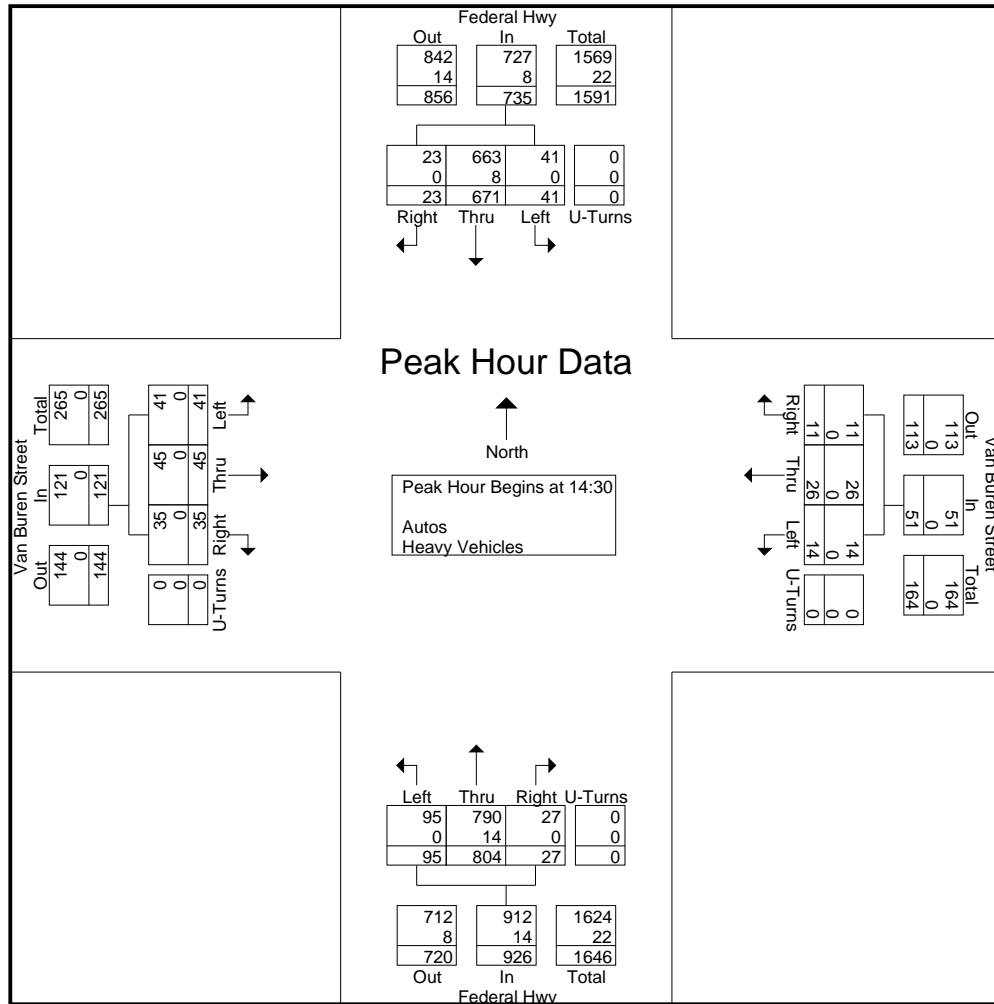 Federal Hwy
Out In Total
842 727 1569
14 8 22
856 735 1591
23 663 41 0
0 8 0 0
23 671 41 0
Right Thru Left U-Turns
Peak Hour Data
North
Peak Hour Begins at 14:30
Autos
Heavy Vehicles
Van Buren Street
Total In Out
265 121 144
0 0 0
265 121 144
41 45 35 0
0 0 0 0
41 45 35 0
Left Thru Right U-Turns
Van Buren Street
Out In Total
113 51 164
0 0 0
113 51 164
11 26 14 0
0 0 0 0
11 26 14 0
Right Thru Left U-Turns
Left Thru Right U-Turns
95 790 27 0
0 14 0 0
95 804 27 0
712 912 1624
8 14 22
720 926 1646
Out In Total
Federal Hwy